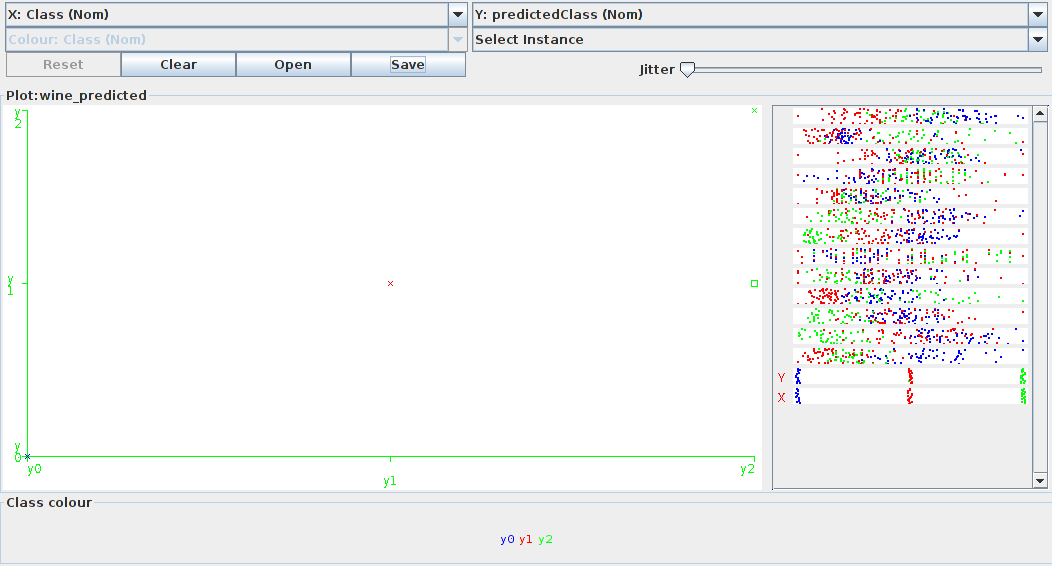 X: Class (Nom)
Y: predictedClass (Nom)
Colour: Class (Nom)
Select Instance
Reset
Clear
Open
Save
Jitter
Plot:wine_predicted
y
2
y
1
y
0
y0
y1
y2
Y
X
Class colour
y0 y1 y2